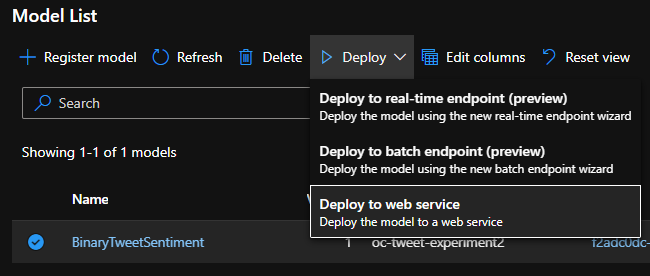 Model List
Register model Refresh Delete Deploy Edit columns Reset view
Search
Deploy to real-time endpoint (preview)
Deploy the model using the new real-time endpoint wizard
Deploy to batch endpoint (preview)
Deploy the model using the new batch endpoint wizard
Showing 1-1 of 1 models
Deploy to web service
Deploy the model to a web service
Name
BinaryTweetSentiment 1 oc-tweet-experiment2 f2adc0dc-